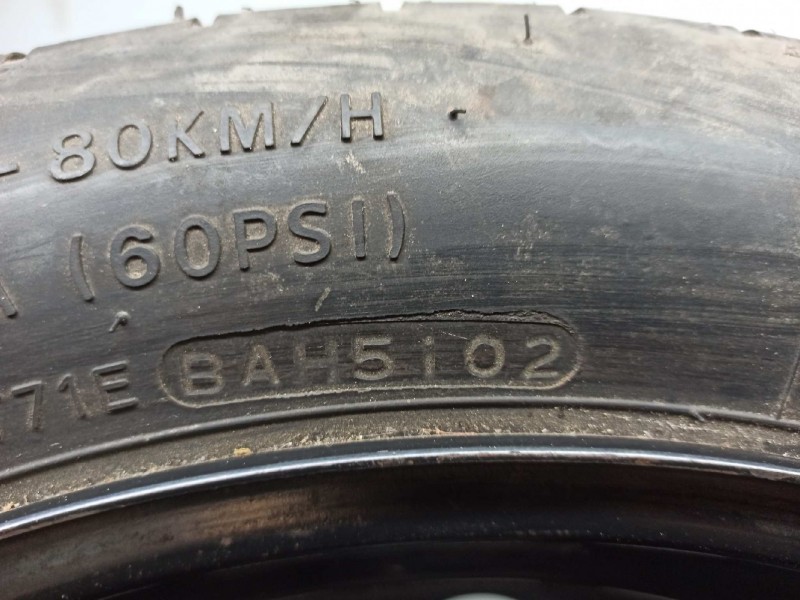 - 80KM/H
(60PSI)
71E BAH5102